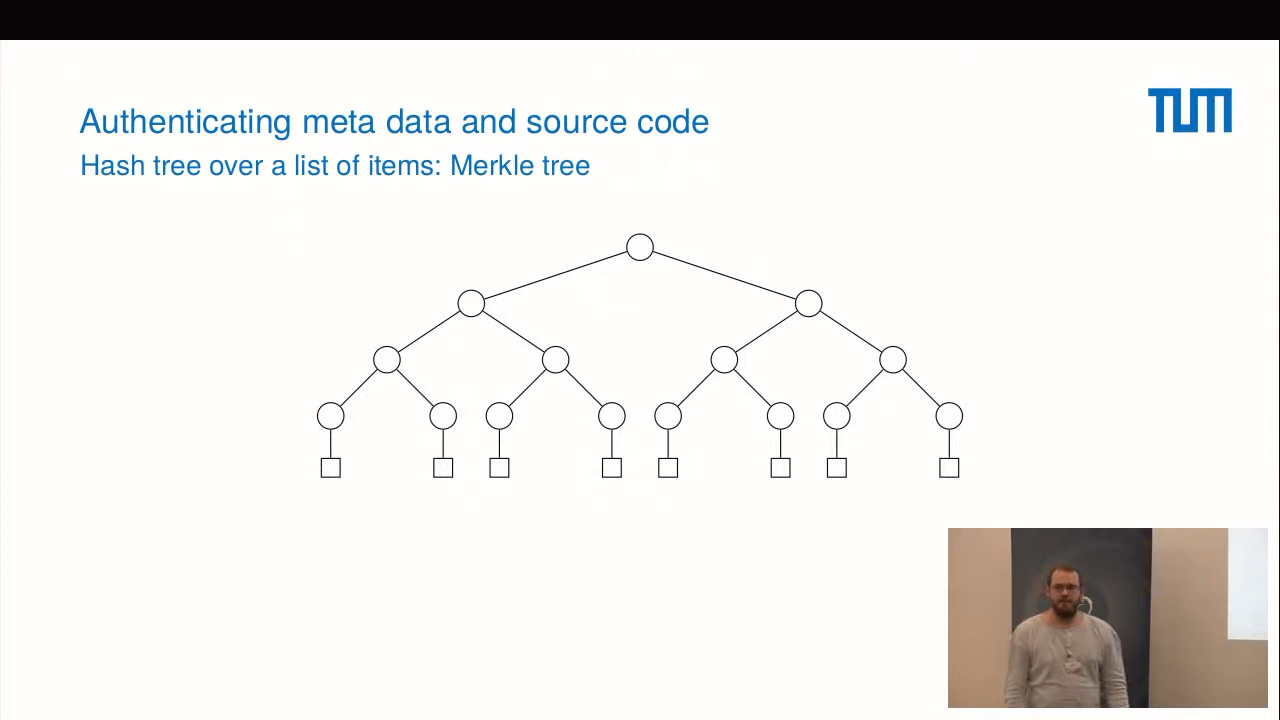 Authenticating meta data and source code
TUM
Hash tree over a list of items: Merkle tree